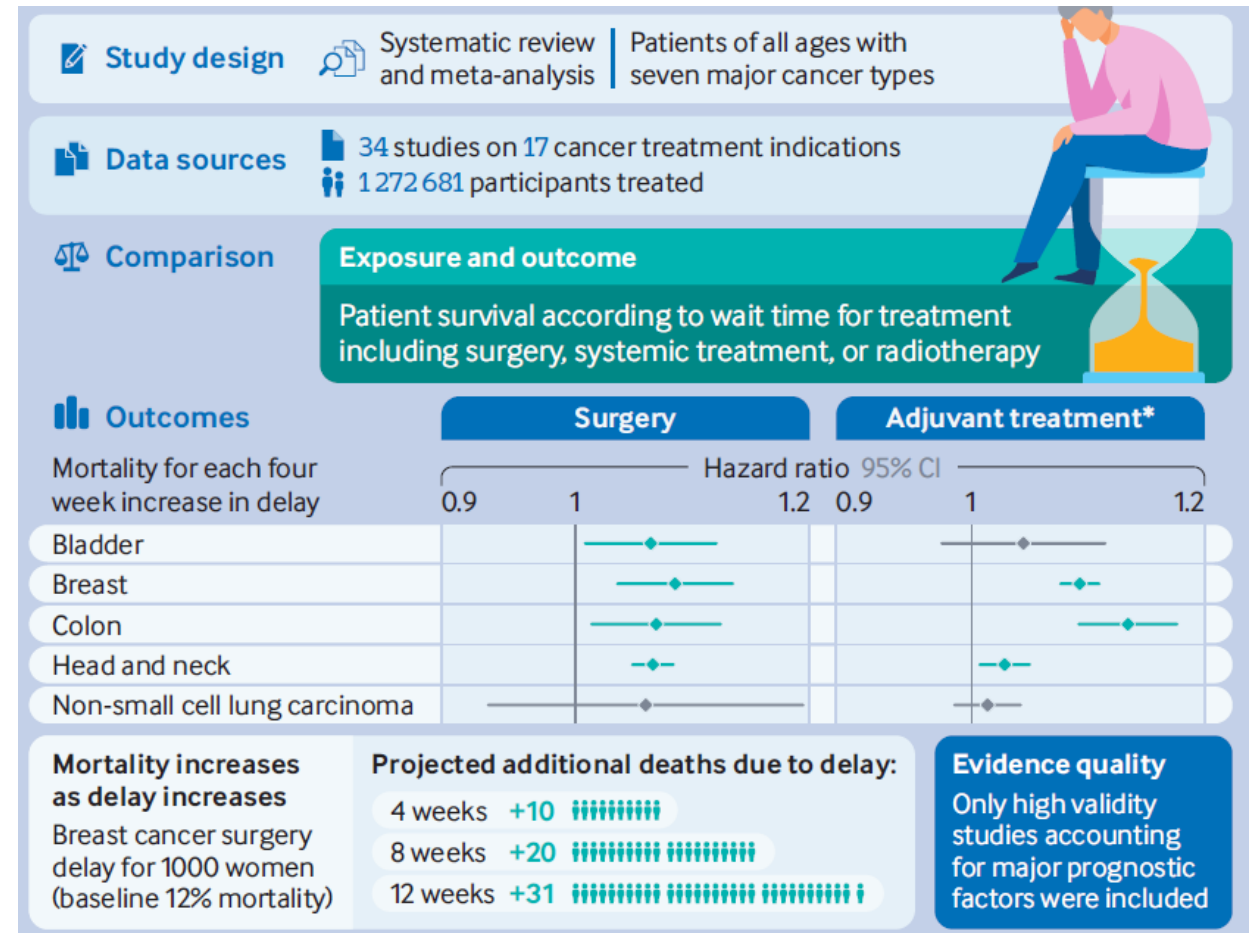 Study design
Systematic review
and meta-analysis
Patients of all ages with
seven major cancer types
Data sources
34 studies on 17 cancer treatment indications
1 272 681 participants treated
Comparison
Exposure and outcome
Patient survival according to wait time for treatment
including surgery, systemic treatment, or radiotherapy
Outcomes
Surgery
Adjuvant treatment*
Mortality for each four
week increase in delay
Hazard ratio 95% CI
0.9 1 1.2 0.9 1 1.2
Bladder
Breast
Colon
Head and neck
Non-small cell lung carcinoma
Mortality increases
as delay increases
Breast cancer surgery
delay for 1000 women
(baseline 12% mortality)
Projected additional deaths due to delay:
4 weeks +10
8 weeks +20
12 weeks +31
Evidence quality
Only high validity
studies accounting
for major prognostic
factors were included